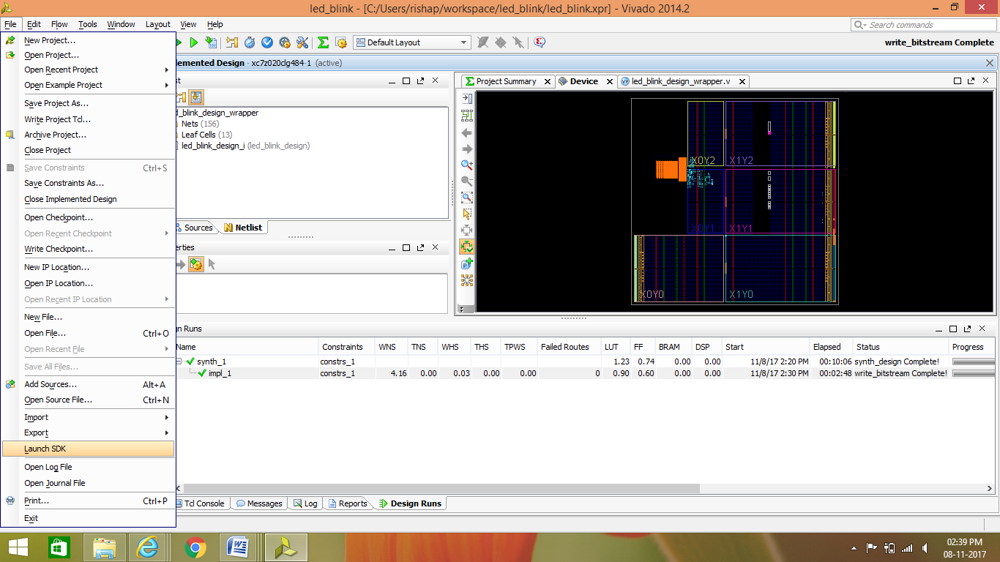 led_blink - [C:/Users/rishap/workspace/led_blink/led_blink.xpr] - Vivado 2014.2
File Edit Flow Tools Window Layout View Help
Search commands
Default Layout
write_bitstream Complete
lemented Design - xc7z020clg484-1 (active)
New Project...
Open Project...
Open Recent Project
Open Example Project
Save Project As...
Write Project Tcl...
Archive Project...
Close Project
Save Constraints Ctrl+S
Save Constraints As...
Close Implemented Design
Open Checkpoint...
Open Recent Checkpoint
Write Checkpoint...
New IP Location...
Open IP Location...
Open Recent IP Location
New File...
Open File... Ctrl+O
Open Recent File
Save All Files...
Add Sources... Alt+A
Open Source File... Ctrl+N
Import
Export
Launch SDK
Open Log File
Open Journal File
Print... Ctrl+P
Exit
st
d_blink_design_wrapper
Nets (156)
Leaf Cells (13)
led_blink_design_i (led_blink_design)
Sources Netlist
erties
Project Summary Device led_blink_design_wrapper.v
X0Y2 X1Y2
X0Y1 X1Y1
X0Y0 X1Y0
gn Runs
Name Constraints WNS TNS WHS THS TPWS Failed Routes LUT FF BRAM DSP Start Elapsed Status Progress
synth_1 constrs_1 1.23 0.74 0.00 0.00 11/8/17 2:20 PM 00:10:06 synth_design Complete!
impl_1 constrs_1 4.16 0.00 0.03 0.00 0.00 0 0.90 0.60 0.00 0.00 11/8/17 2:30 PM 00:02:48 write_bitstream Complete!
Tcl Console Messages Log Reports Design Runs
02:39 PM
08-11-2017